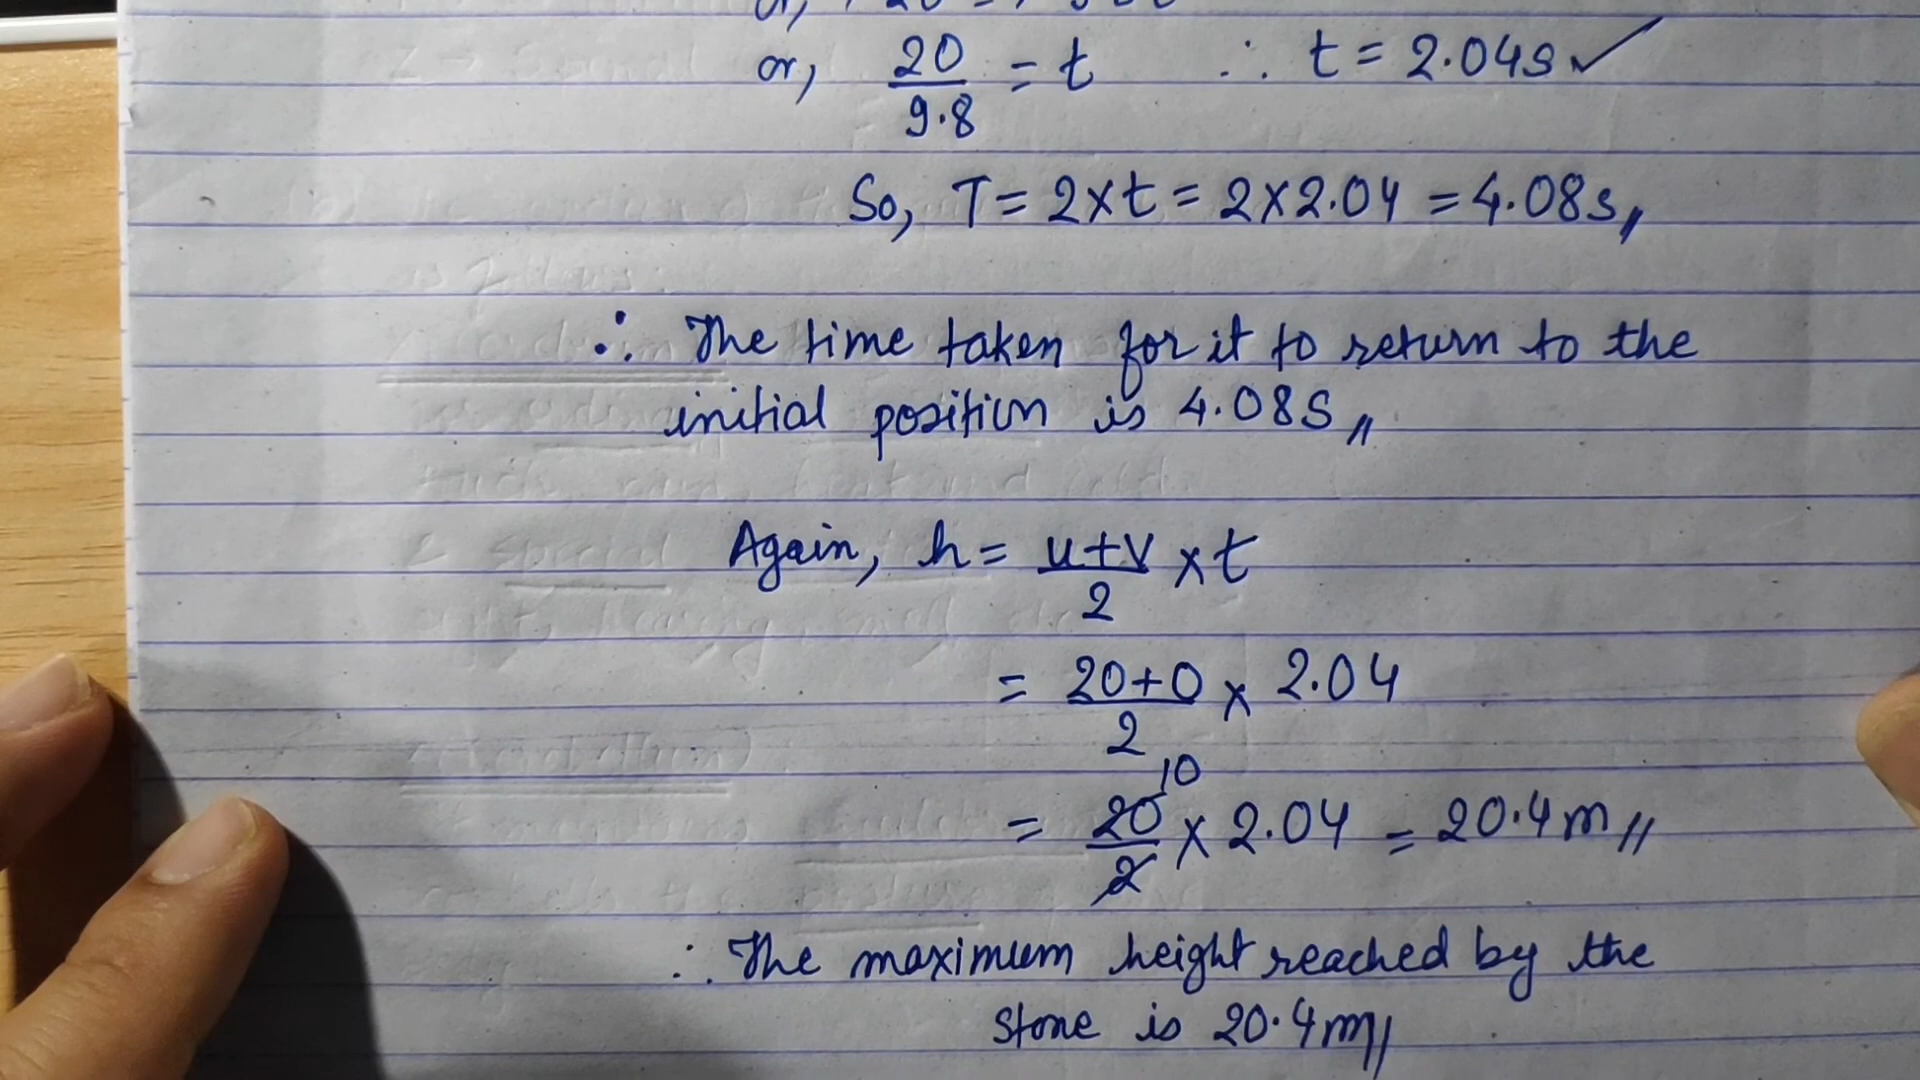 or, 20/9.8 = t ∴ t = 2.04s ✓
So, T = 2×t = 2×2.04 = 4.08s//
∴ The time taken for it to return to the
initial position is 4.08s//
Again, h = u+v/2 × t
= 20+0/2 × 2.04
10
= 20/2 × 2.04 = 20.4m//
∴ The maximum height reached by the
stone is 20.4m//